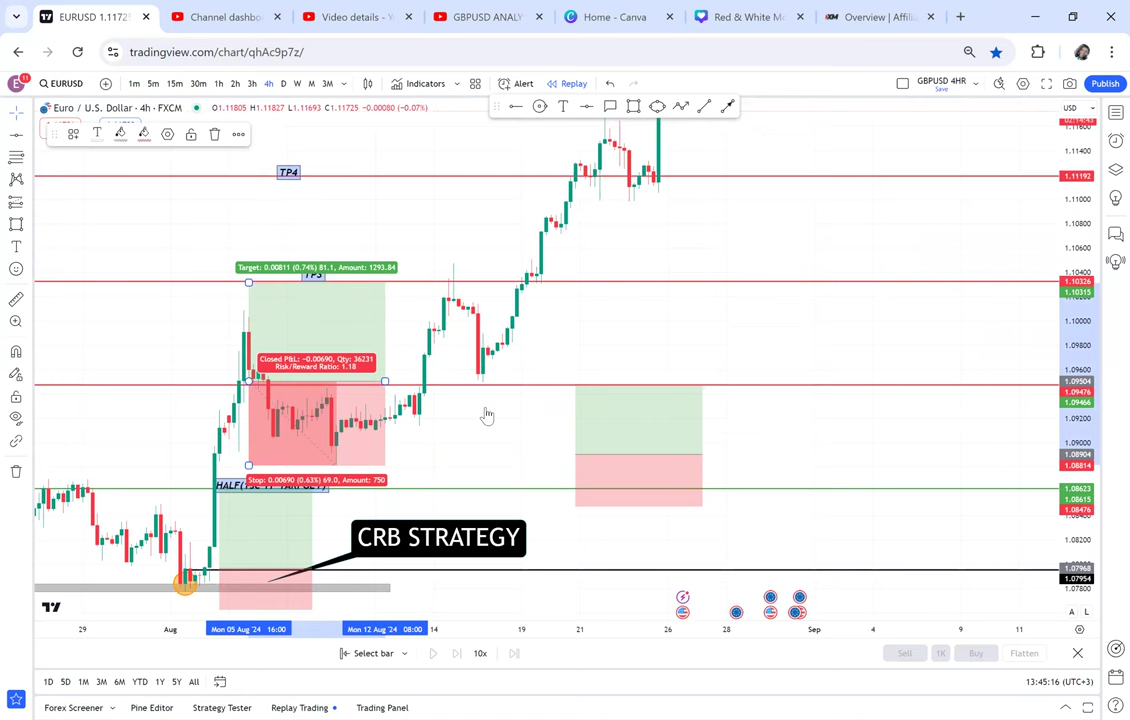 EURUSD 1.1172
Channel dashbo
Video details - Y
GBPUSD ANALY
Home - Canva
Red & White Mo
Overview | Affilia
tradingview.com/chart/qhAc9p7z/
E
11
EURUSD
1m 5m 15m 30m 1h 2h 3h 4h D W M 3M
Indicators
Alert
Replay
GBPUSD 4HR
Save
Publish
Euro / U.S. Dollar · 4h · FXCM
O1.11805 H1.11827 L1.11693 C1.11725 −0.00080 (−0.07%)
USD
1.11600
1.11400
TP4
1.11192
1.11000
1.10800
1.10600
Target: 0.00811 (0.74%) 81.1, Amount: 1293.84
TP3
1.10400
1.10326
1.10315
1.10000
1.09800
Closed P&L: −0.00690, Qty: 36231
Risk/Reward Ratio: 1.18
1.09600
1.09504
1.09476
1.09466
1.09200
1.09000
1.08904
1.08814
Stop: 0.00690 (0.63%) 69.0, Amount: 750
1.08623
1.08615
1.08476
CRB STRATEGY
1.08200
1.07968
1.07954
1.07800
A L
29 Aug Mon 05 Aug '24 16:00 Mon 12 Aug '24 08:00 14 19 21 26 28 Sep 4 9 11
Select bar
10x
Sell 1K Buy Flatten
1D 5D 1M 3M 6M YTD 1Y 5Y All
13:45:16 (UTC+3)
Forex Screener Pine Editor Strategy Tester Replay Trading Trading Panel